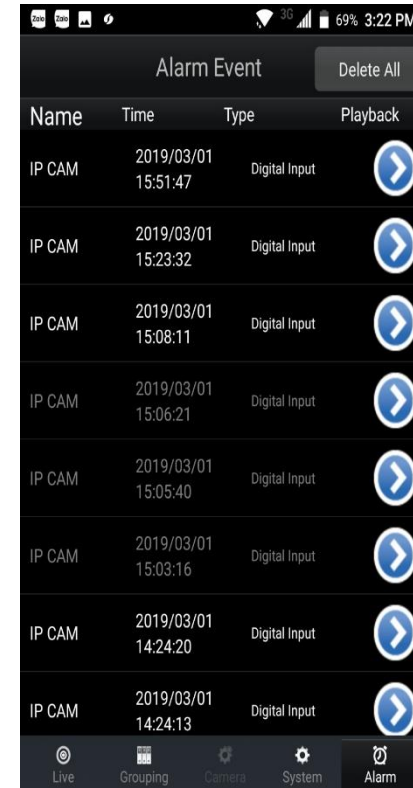 Zalo Zalo 3G 69% 3:22 PM
Alarm Event Delete All
Name Time Type Playback
IP CAM 2019/03/01 15:51:47 Digital Input
IP CAM 2019/03/01 15:23:32 Digital Input
IP CAM 2019/03/01 15:08:11 Digital Input
IP CAM 2019/03/01 15:06:21 Digital Input
IP CAM 2019/03/01 15:05:40 Digital Input
IP CAM 2019/03/01 15:03:16 Digital Input
IP CAM 2019/03/01 14:24:20 Digital Input
IP CAM 2019/03/01 14:24:13 Digital Input
Live Grouping Camera System Alarm